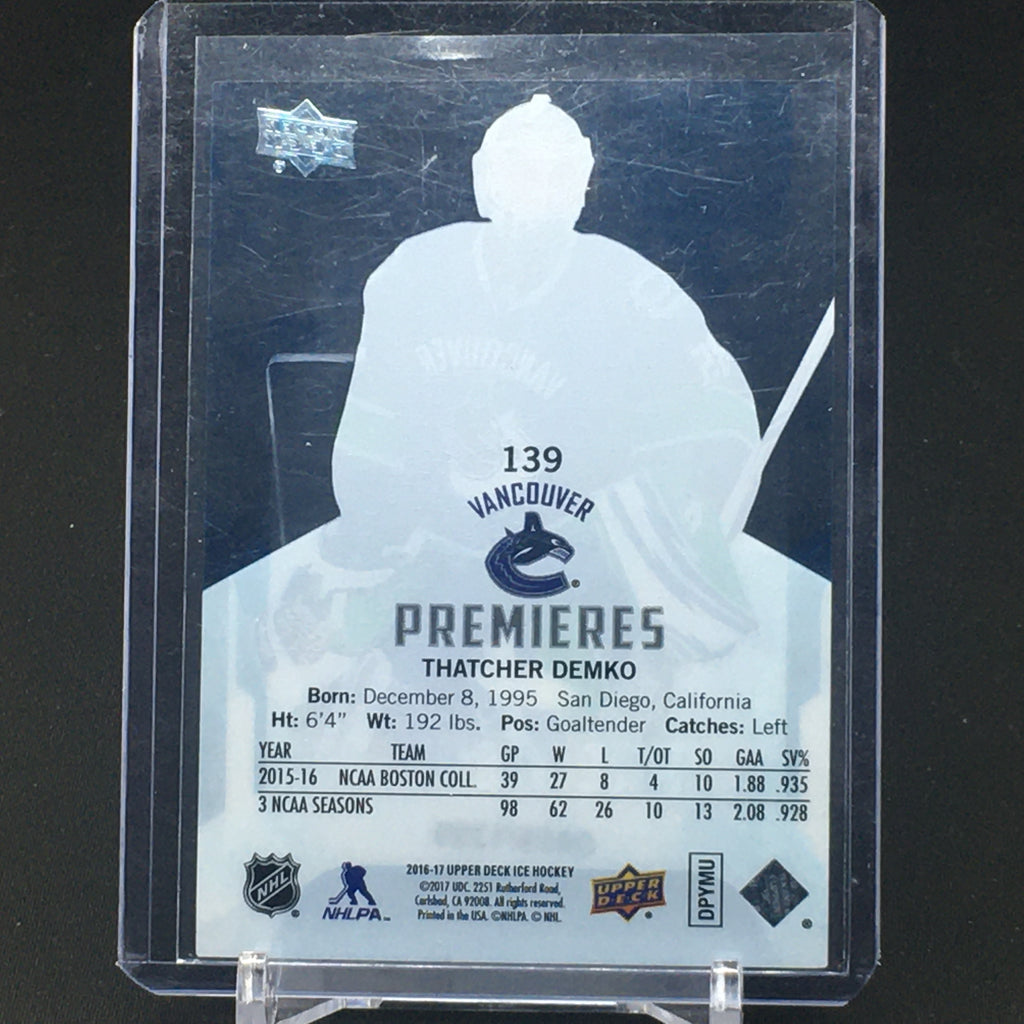 UPPER DECK
VANCOUVER
139
VANCOUVER
PREMIERES
THATCHER DEMKO
Born: December 8, 1995 San Diego, California
Ht: 6'4" Wt: 192 lbs. Pos: Goaltender Catches: Left
YEAR TEAM GP W L T/OT SO GAA SV%
2015-16 NCAA BOSTON COLL. 39 27 8 4 10 1.88 .935
3 NCAA SEASONS 98 62 26 10 13 2.08 .928
NHL
NHLPA
2016-17 UPPER DECK ICE HOCKEY
©2017 UDC. 2251 Rutherford Road,
Carlsbad, CA 92008. All rights reserved.
Printed in the USA. ©NHLPA. © NHL.
UPPER DECK
DPYMU